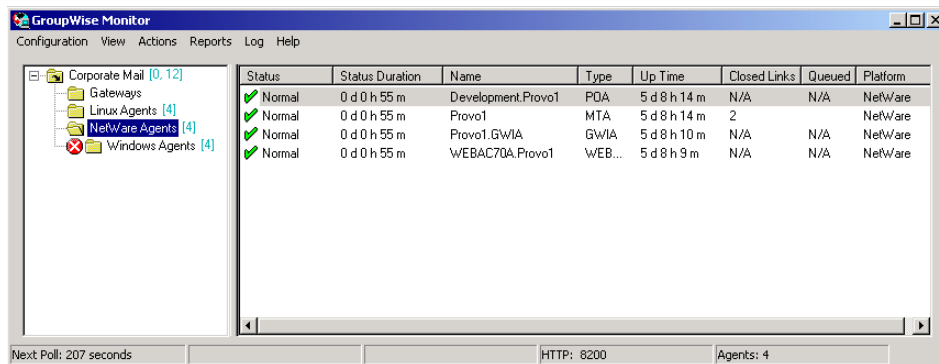 GroupWise Monitor
Configuration View Actions Reports Log Help
Corporate Mail [0, 12]
Gateways
Linux Agents [4]
NetWare Agents [4]
Windows Agents [4]
Status Status Duration Name Type Up Time Closed Links Queued Platform
Normal 0 d 0 h 55 m Development.Provo1 POA 5 d 8 h 14 m N/A N/A NetWare
Normal 0 d 0 h 55 m Provo1 MTA 5 d 8 h 14 m 2 NetWare
Normal 0 d 0 h 55 m Provo1.GWIA GWIA 5 d 8 h 10 m N/A N/A NetWare
Normal 0 d 0 h 55 m WEBAC70A.Provo1 WEB... 5 d 8 h 9 m N/A N/A NetWare
Next Poll: 207 seconds HTTP: 8200 Agents: 4